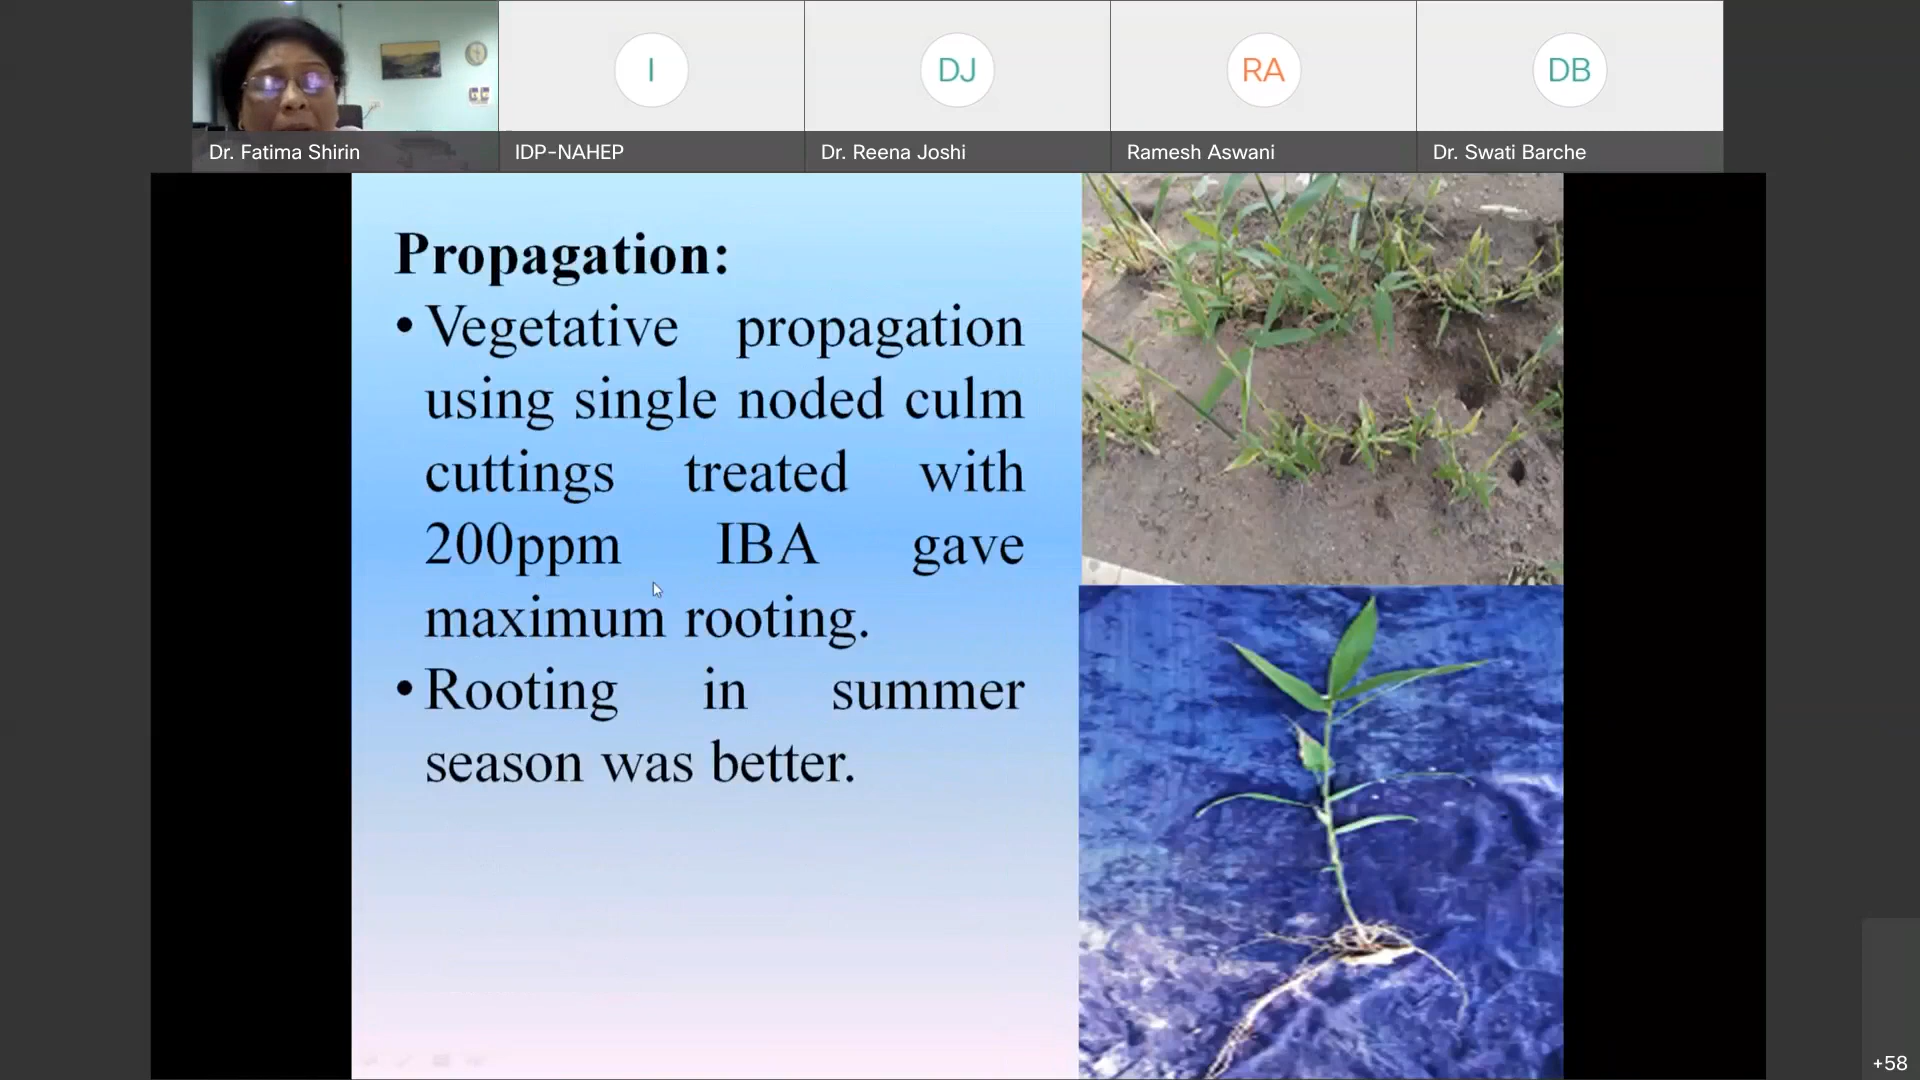 I
DJ
RA
DB
Dr. Fatima Shirin
IDP-NAHEP
Dr. Reena Joshi
Ramesh Aswani
Dr. Swati Barche
Propagation:
• Vegetative propagation
using single noded culm
cuttings treated with
200ppm IBA gave
maximum rooting.
• Rooting in summer
season was better.
+58